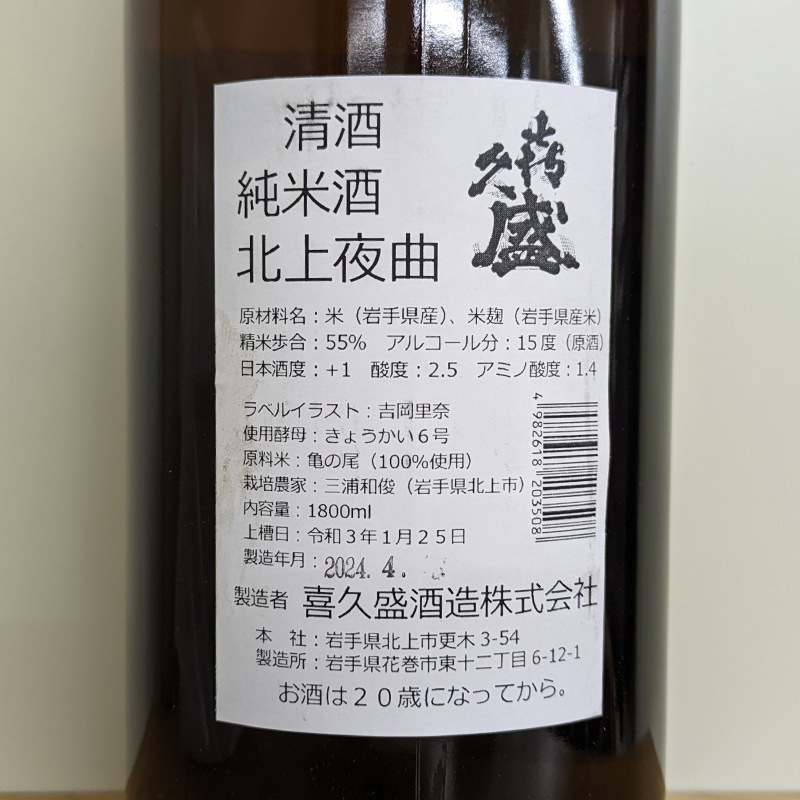 清酒
純米酒
北上夜曲
喜久盛
原材料名：米（岩手県産）、米麹（岩手県産米）
精米歩合：55％　アルコール分：15度（原酒）
日本酒度：+1　酸度：2.5　アミノ酸度：1.4
ラベルイラスト：吉岡里奈
使用酵母：きょうかい６号
原料米：亀の尾（100%使用）
栽培農家：三浦和俊（岩手県北上市）
内容量：1800ml
上槽日：令和３年１月２５日
製造年月：2024. 4.
4 982618 203508
製造者 喜久盛酒造株式会社
本　社：岩手県北上市更木 3-54
製造所：岩手県花巻市東十二丁目 6-12-1
お酒は２０歳になってから。